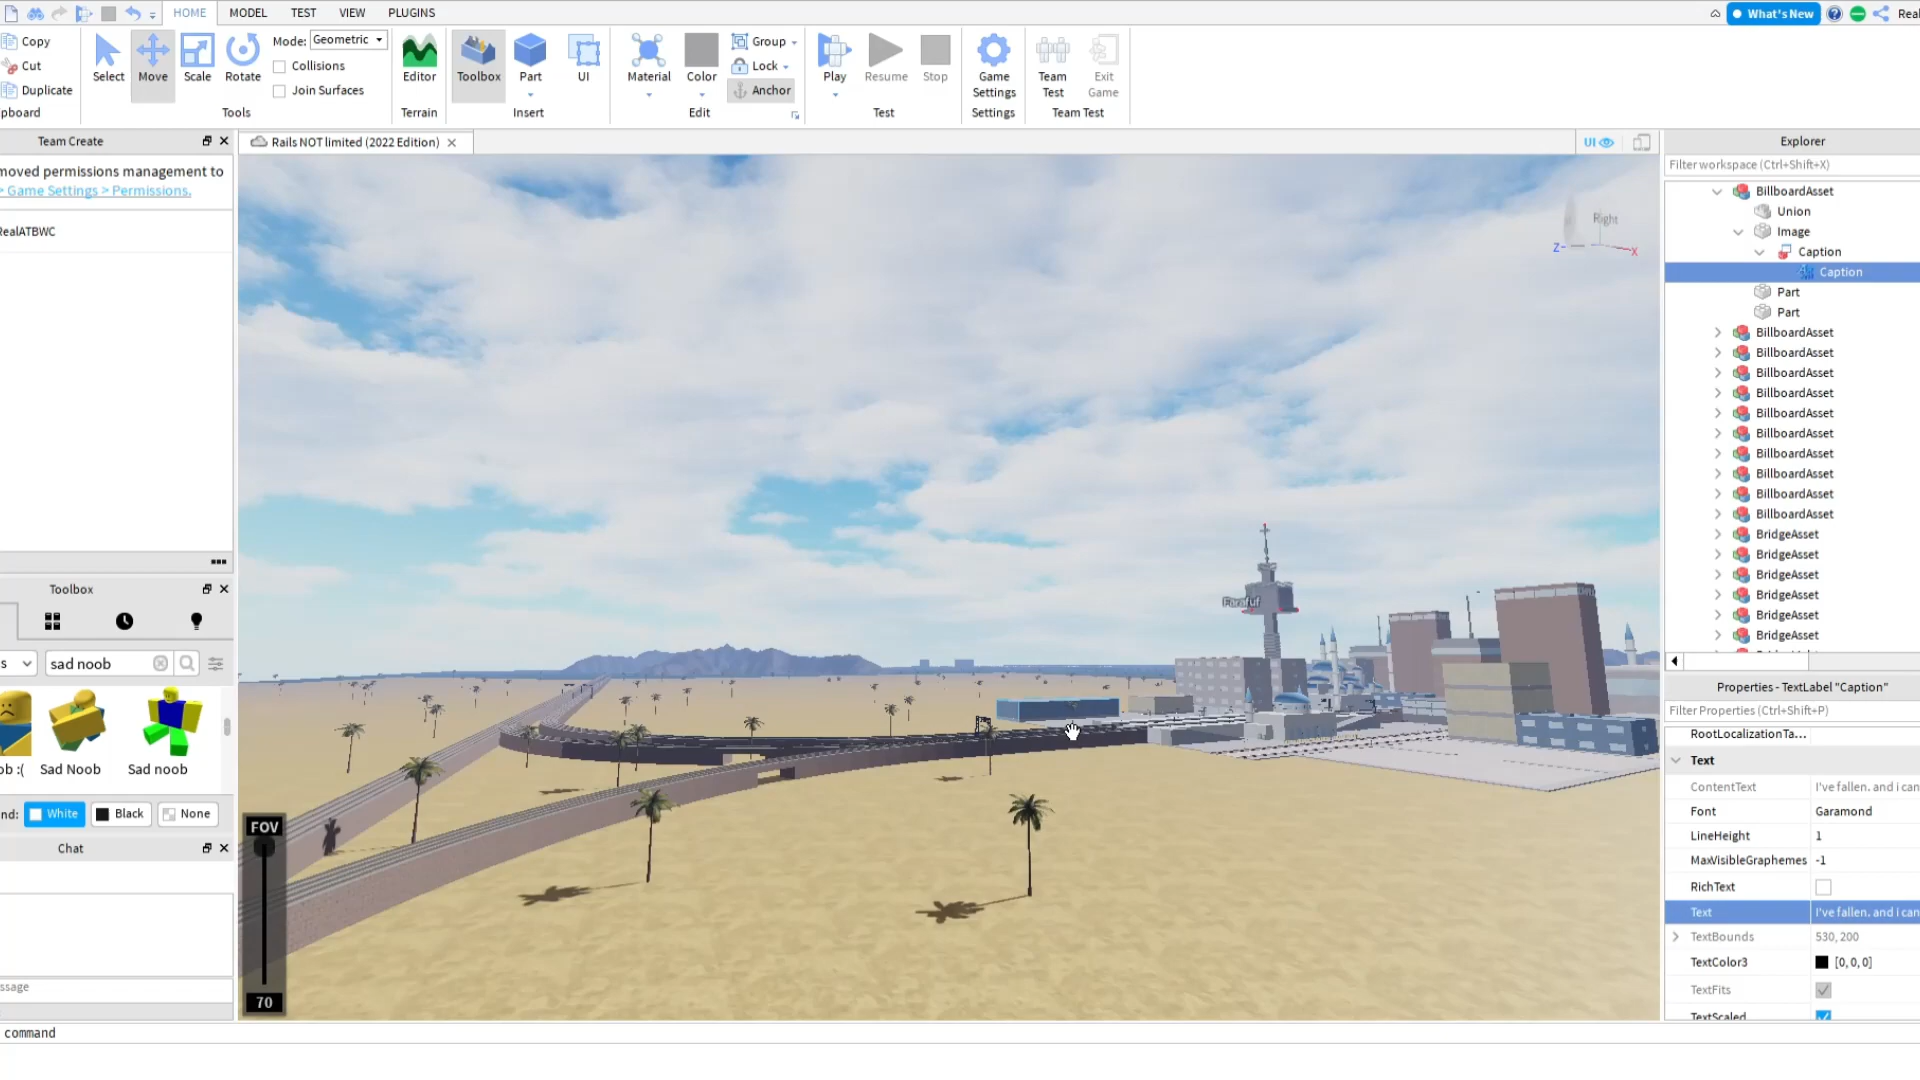 HOME MODEL TEST VIEW PLUGINS What's New Real
Copy
Cut
Duplicate
pboard
Select Move Scale Rotate
Mode: Geometric
Collisions
Join Surfaces
Tools
Editor
Terrain
Toolbox Part UI
Insert
Material Color
Group
Lock
Anchor
Edit
Play Resume Stop
Test
Game
Settings
Settings
Team
Test
Exit
Game
Team Test
Team Create
moved permissions management to
> Game Settings > Permissions.
RealATBWC
Toolbox
s sad noob
ob :( Sad Noob Sad noob
nd: White Black None
Chat
ssage
command
Rails NOT limited (2022 Edition)
UI
Right
Z- X
Farafuf
FOV
70
Explorer
Filter workspace (Ctrl+Shift+X)
BillboardAsset
Union
Image
Caption
Caption
Part
Part
BillboardAsset
BillboardAsset
BillboardAsset
BillboardAsset
BillboardAsset
BillboardAsset
BillboardAsset
BillboardAsset
BillboardAsset
BillboardAsset
BridgeAsset
BridgeAsset
BridgeAsset
BridgeAsset
BridgeAsset
BridgeAsset
Properties - TextLabel "Caption"
Filter Properties (Ctrl+Shift+P)
RootLocalizationTa...
Text
ContentText I've fallen. and i can
Font Garamond
LineHeight 1
MaxVisibleGraphemes -1
RichText
Text I've fallen. and i can
TextBounds 530, 200
TextColor3 [0, 0, 0]
TextFits
TextScaled